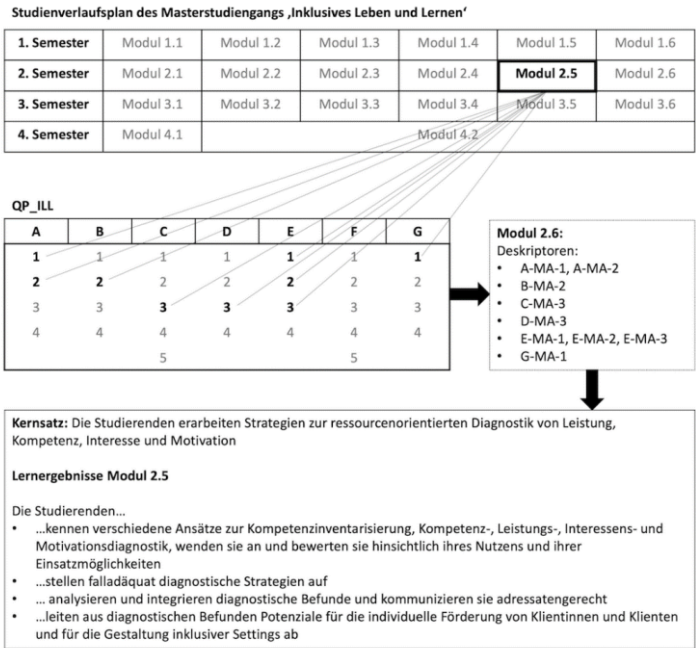 Studienverlaufsplan des Masterstudiengangs ‚Inklusives Leben und Lernen‘
1. Semester Modul 1.1 Modul 1.2 Modul 1.3 Modul 1.4 Modul 1.5 Modul 1.6
2. Semester Modul 2.1 Modul 2.2 Modul 2.3 Modul 2.4 Modul 2.5 Modul 2.6
3. Semester Modul 3.1 Modul 3.2 Modul 3.3 Modul 3.4 Modul 3.5 Modul 3.6
4. Semester Modul 4.1 Modul 4.2
QP_ILL
A B C D E F G
1 1 1 1 1 1 1
2 2 2 2 2 2 2
3 3 3 3 3 3 3
4 4 4 4 4 4 4
5 5
Modul 2.6:
Deskriptoren:
• A-MA-1, A-MA-2
• B-MA-2
• C-MA-3
• D-MA-3
• E-MA-1, E-MA-2, E-MA-3
• G-MA-1
Kernsatz: Die Studierenden erarbeiten Strategien zur ressourcenorientierten Diagnostik von Leistung,
Kompetenz, Interesse und Motivation
Lernergebnisse Modul 2.5
Die Studierenden…
• …kennen verschiedene Ansätze zur Kompetenzinventarisierung, Kompetenz-, Leistungs-, Interessens- und
Motivationsdiagnostik, wenden sie an und bewerten sie hinsichtlich ihres Nutzens und ihrer
Einsatzmöglichkeiten
• …stellen falladäquat diagnostische Strategien auf
• … analysieren und integrieren diagnostische Befunde und kommunizieren sie adressatengerecht
• …leiten aus diagnostischen Befunden Potenziale für die individuelle Förderung von Klientinnen und Klienten
und für die Gestaltung inklusiver Settings ab